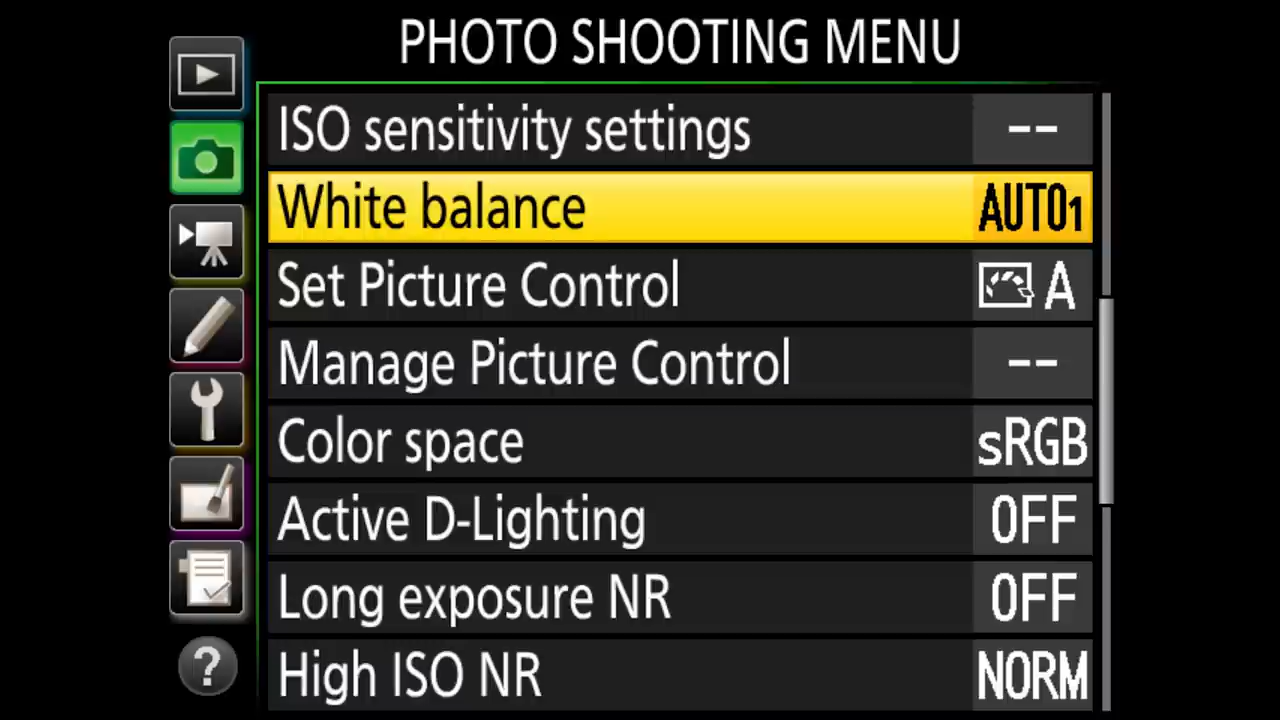 PHOTO SHOOTING MENU
ISO sensitivity settings --
White balance AUTO1
Set Picture Control A
Manage Picture Control --
Color space sRGB
Active D-Lighting OFF
Long exposure NR OFF
High ISO NR NORM
?